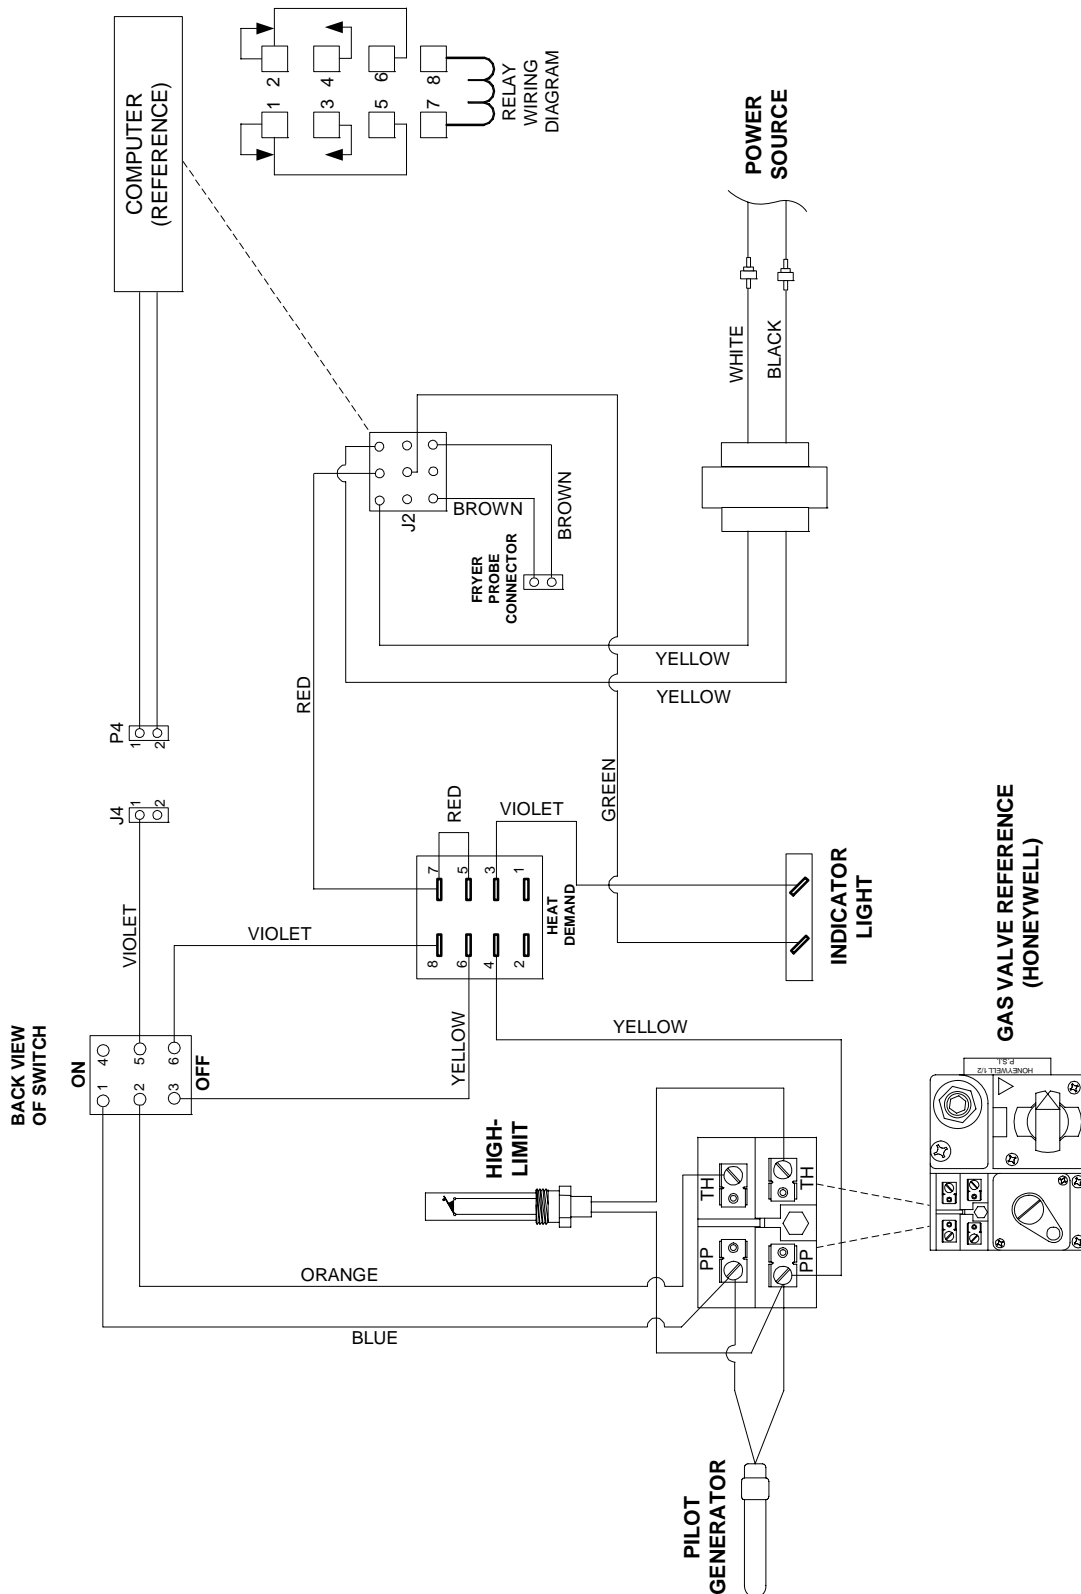 COMPUTER
(REFERENCE)
2
4
6
8
1
3
5
7
RELAY
WIRING
DIAGRAM
POWER
SOURCE
WHITE
BLACK
J2
BROWN
BROWN
FRYER
PROBE
CONNECTOR
YELLOW
YELLOW
RED
P4
1
2
J4
1
2
VIOLET
VIOLET
BACK VIEW
OF SWITCH
ON
1
4
2
5
3
6
OFF
RED
VIOLET
GREEN
7
5
3
1
8
6
4
2
HEAT
DEMAND
YELLOW
YELLOW
INDICATOR
LIGHT
HIGH-
LIMIT
ORANGE
BLUE
TH
TH
PP
PP
PILOT
GENERATOR
GAS VALVE REFERENCE
(HONEYWELL)
HONEYWELL 1/2
P.S.I.